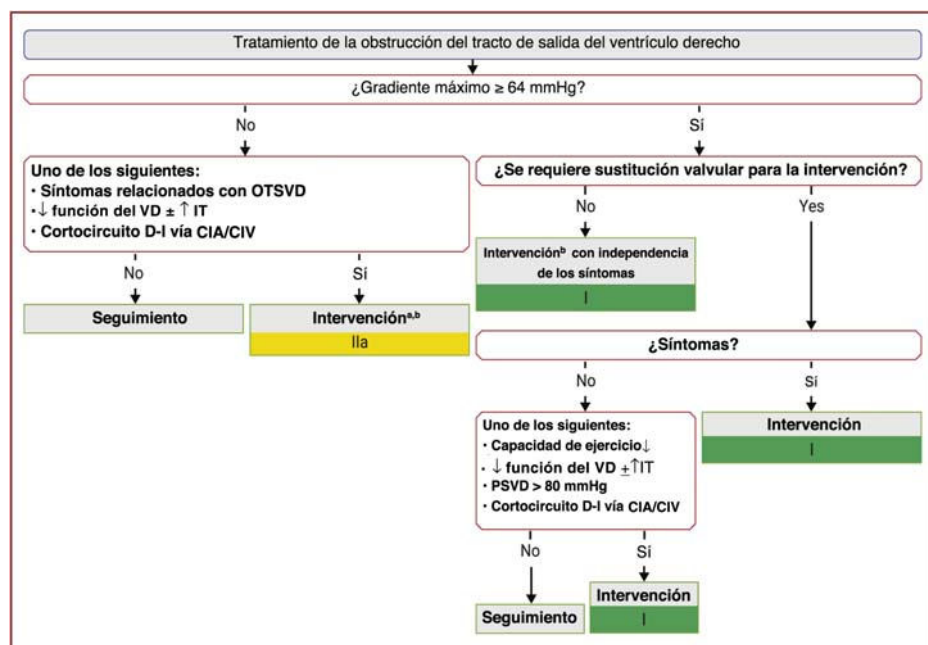 Tratamiento de la obstrucción del tracto de salida del ventrículo derecho
¿Gradiente máximo ≥ 64 mmHg?
No
Sí
Uno de los siguientes:
· Síntomas relacionados con OTSVD
· ↓ función del VD ± ↑ IT
· Cortocircuito D-I vía CIA/CIV
No
Sí
Seguimiento
Intervención a,b
IIa
¿Se requiere sustitución valvular para la intervención?
No
Yes
Intervención b con independencia
de los síntomas
I
¿Síntomas?
No
Sí
Uno de los siguientes:
· Capacidad de ejercicio↓
· ↓ función del VD ±↑IT
· PSVD > 80 mmHg
· Cortocircuito D-I vía CIA/CIV
Intervención
I
No
Sí
Seguimiento
Intervención
I